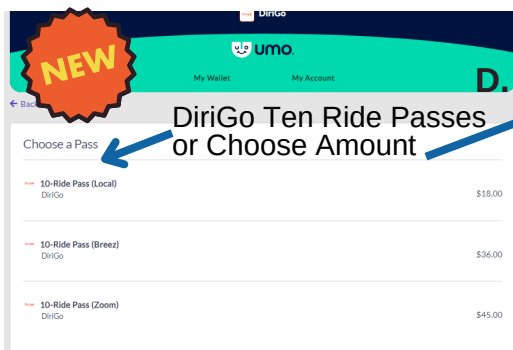 DiriGo
umo.
NEW
My Wallet
My Account
D.
DiriGo Ten Ride Passes
or Choose Amount
Choose a Pass
10-Ride Pass (Local)
DiriGo
$18.00
10-Ride Pass (Breez)
DiriGo
$36.00
10-Ride Pass (Zoom)
DiriGo
$45.00